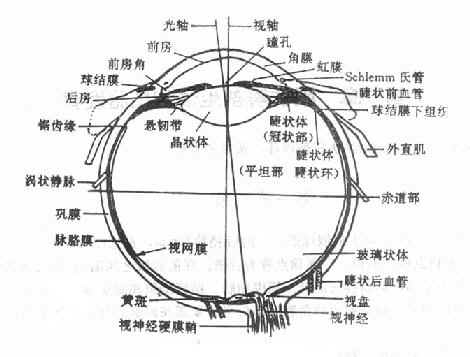 光轴
视轴
前房
瞳孔
前房角
角膜
虹膜
球结膜
Schlemm 氏管
后房
睫状前血管
球结膜下组织
锯齿缘
悬韧带
晶状体
睫状体
(冠状部)
睫状体
(平坦部 睫状环)
外直肌
涡状静脉
赤道部
巩膜
脉胳膜
视网膜
玻璃状体
睫状后血管
黄斑
视盘
视神经
视神经硬膜鞘